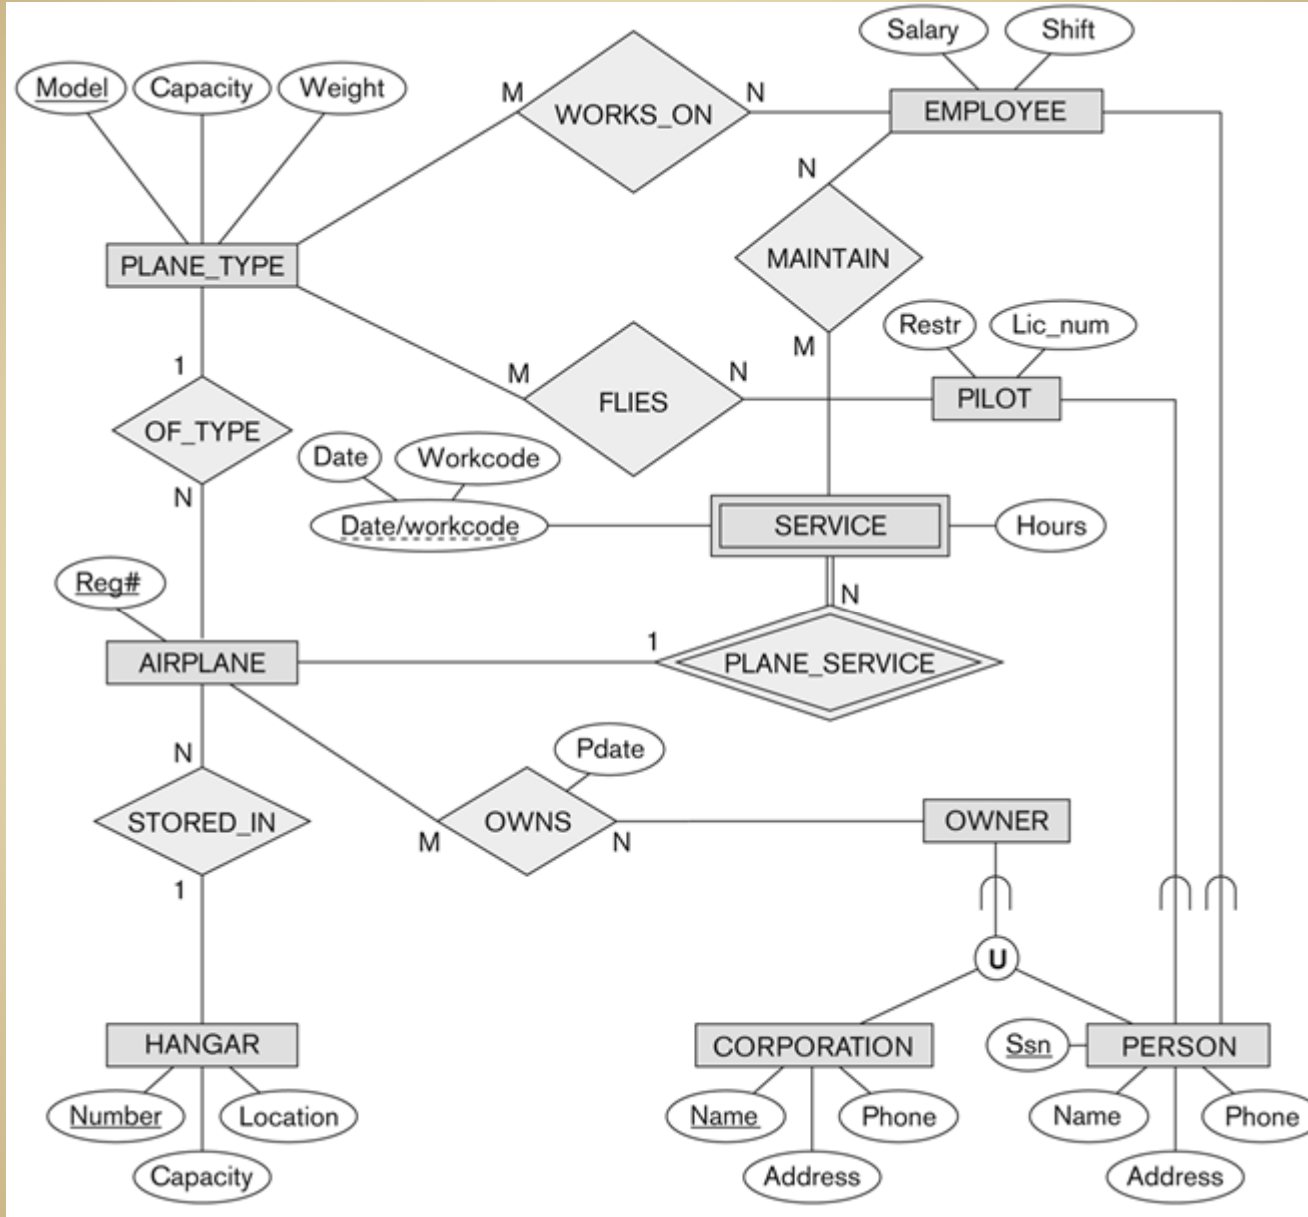 Salary
Shift
Model
Capacity
Weight
M
WORKS_ON
N
EMPLOYEE
N
PLANE_TYPE
MAINTAIN
Restr
Lic_num
M
1
M
FLIES
N
PILOT
OF_TYPE
Date
Workcode
N
Date/workcode
SERVICE
Hours
Reg#
N
1
AIRPLANE
PLANE_SERVICE
N
Pdate
STORED_IN
OWNS
OWNER
M
N
1
U
HANGAR
CORPORATION
Ssn
PERSON
Number
Location
Name
Phone
Name
Phone
Capacity
Address
Address